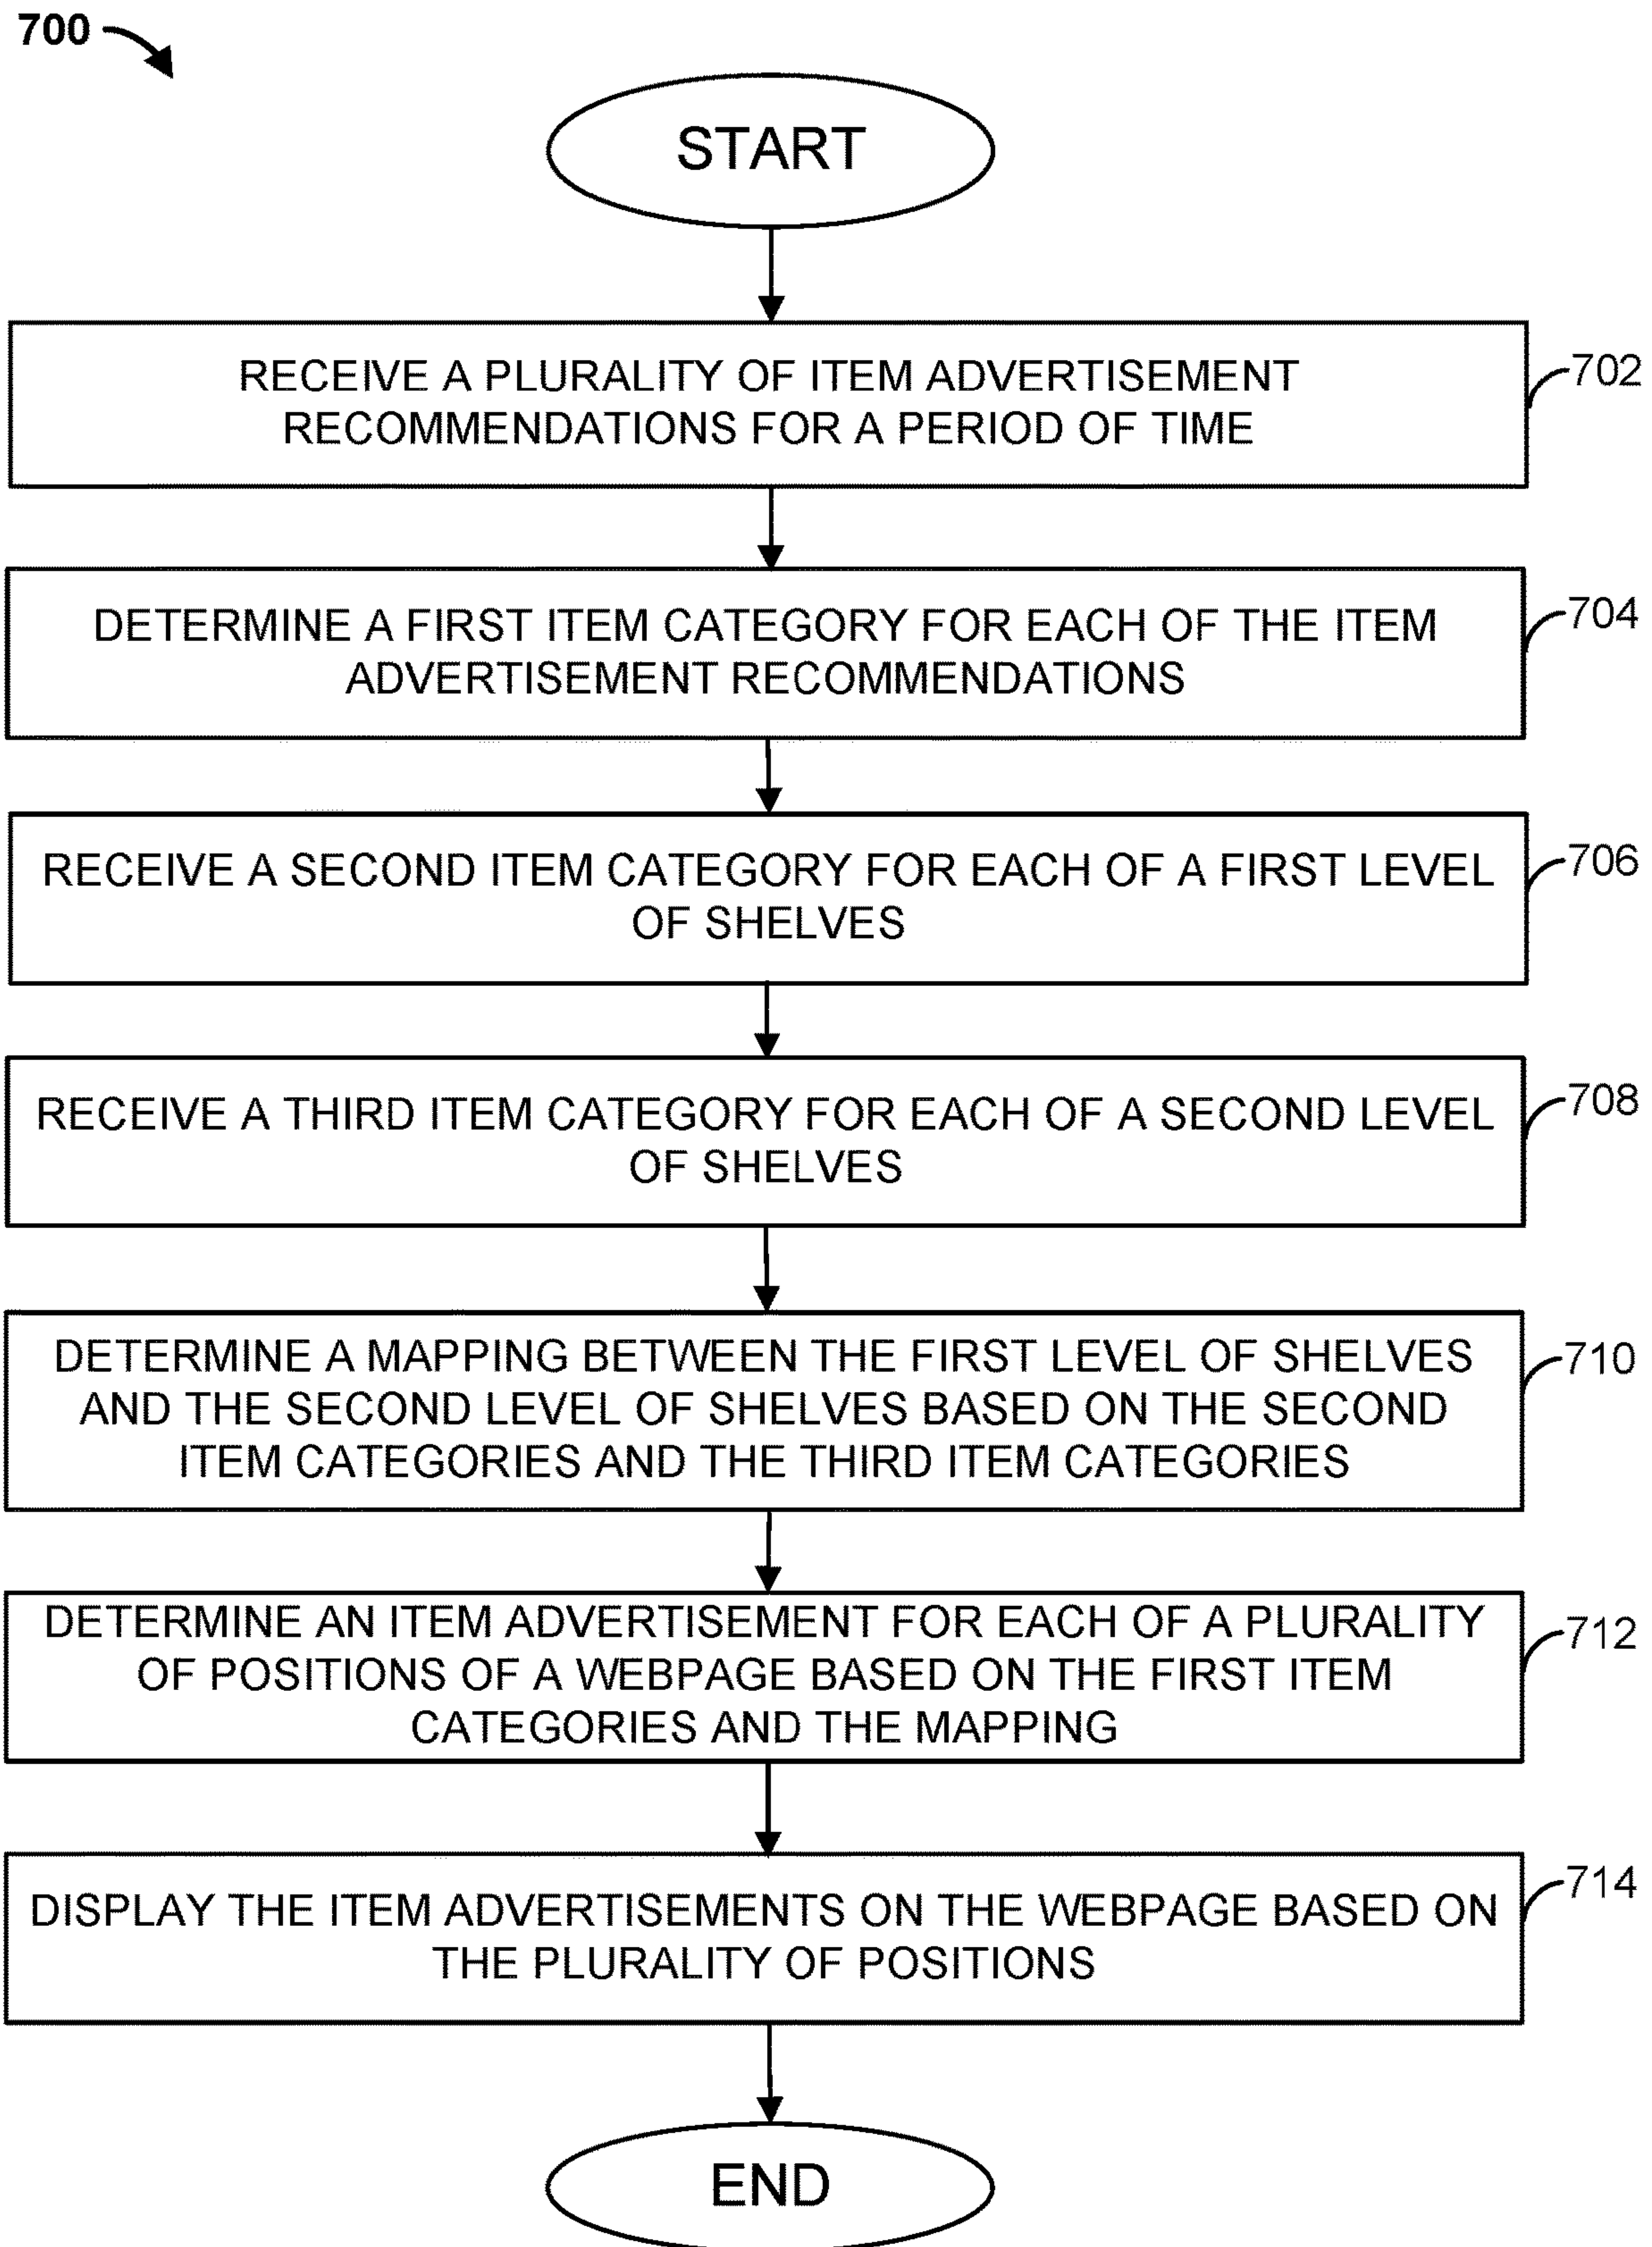 700
START
RECEIVE A PLURALITY OF ITEM ADVERTISEMENT
RECOMMENDATIONS FOR A PERIOD OF TIME
702
DETERMINE A FIRST ITEM CATEGORY FOR EACH OF THE ITEM
ADVERTISEMENT RECOMMENDATIONS
704
RECEIVE A SECOND ITEM CATEGORY FOR EACH OF A FIRST LEVEL
OF SHELVES
706
RECEIVE A THIRD ITEM CATEGORY FOR EACH OF A SECOND LEVEL
OF SHELVES
708
DETERMINE A MAPPING BETWEEN THE FIRST LEVEL OF SHELVES
AND THE SECOND LEVEL OF SHELVES BASED ON THE SECOND
ITEM CATEGORIES AND THE THIRD ITEM CATEGORIES
710
DETERMINE AN ITEM ADVERTISEMENT FOR EACH OF A PLURALITY
OF POSITIONS OF A WEBPAGE BASED ON THE FIRST ITEM
CATEGORIES AND THE MAPPING
712
DISPLAY THE ITEM ADVERTISEMENTS ON THE WEBPAGE BASED ON
THE PLURALITY OF POSITIONS
714
END